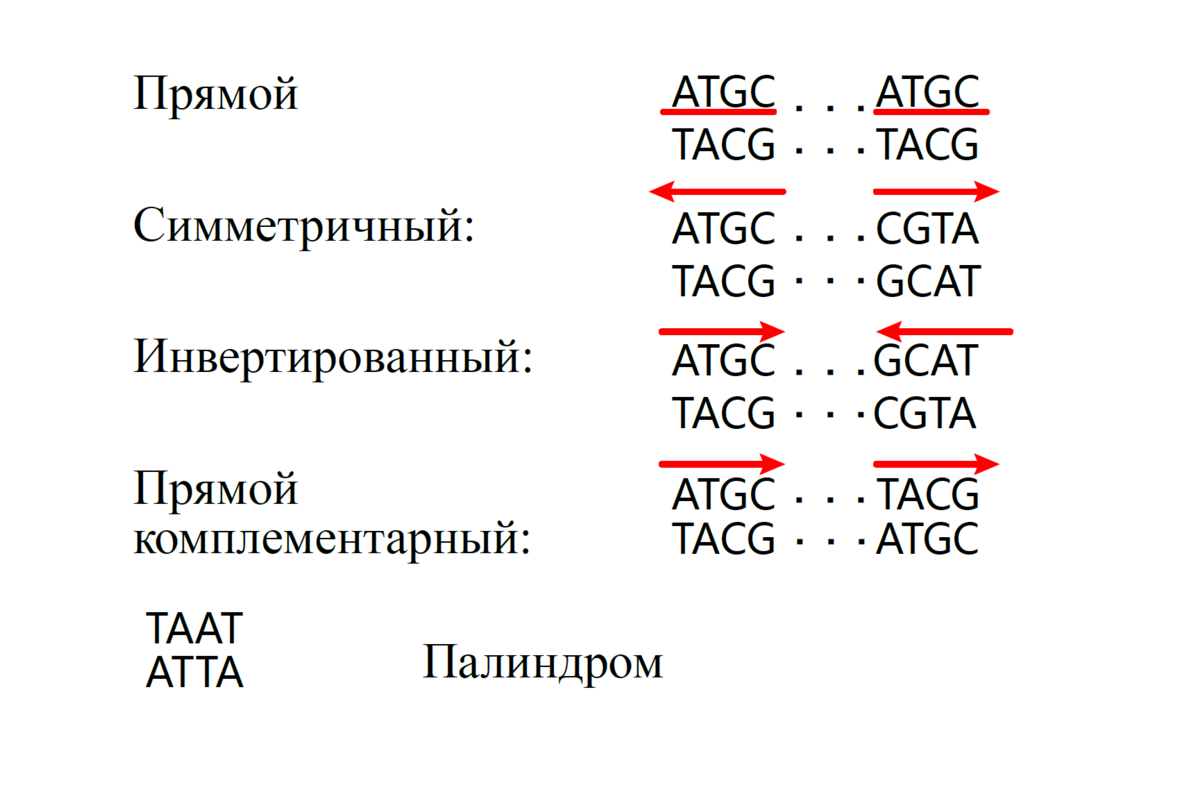 Прямой ATGC . . . ATGC
TACG . . . TACG
Симметричный: ATGC . . . CGTA
TACG . . . GCAT
Инвертированный: ATGC . . . GCAT
TACG . . . CGTA
Прямой ATGC . . . TACG
комплементарный: TACG . . . ATGC
TAAT
ATTA
Палиндром